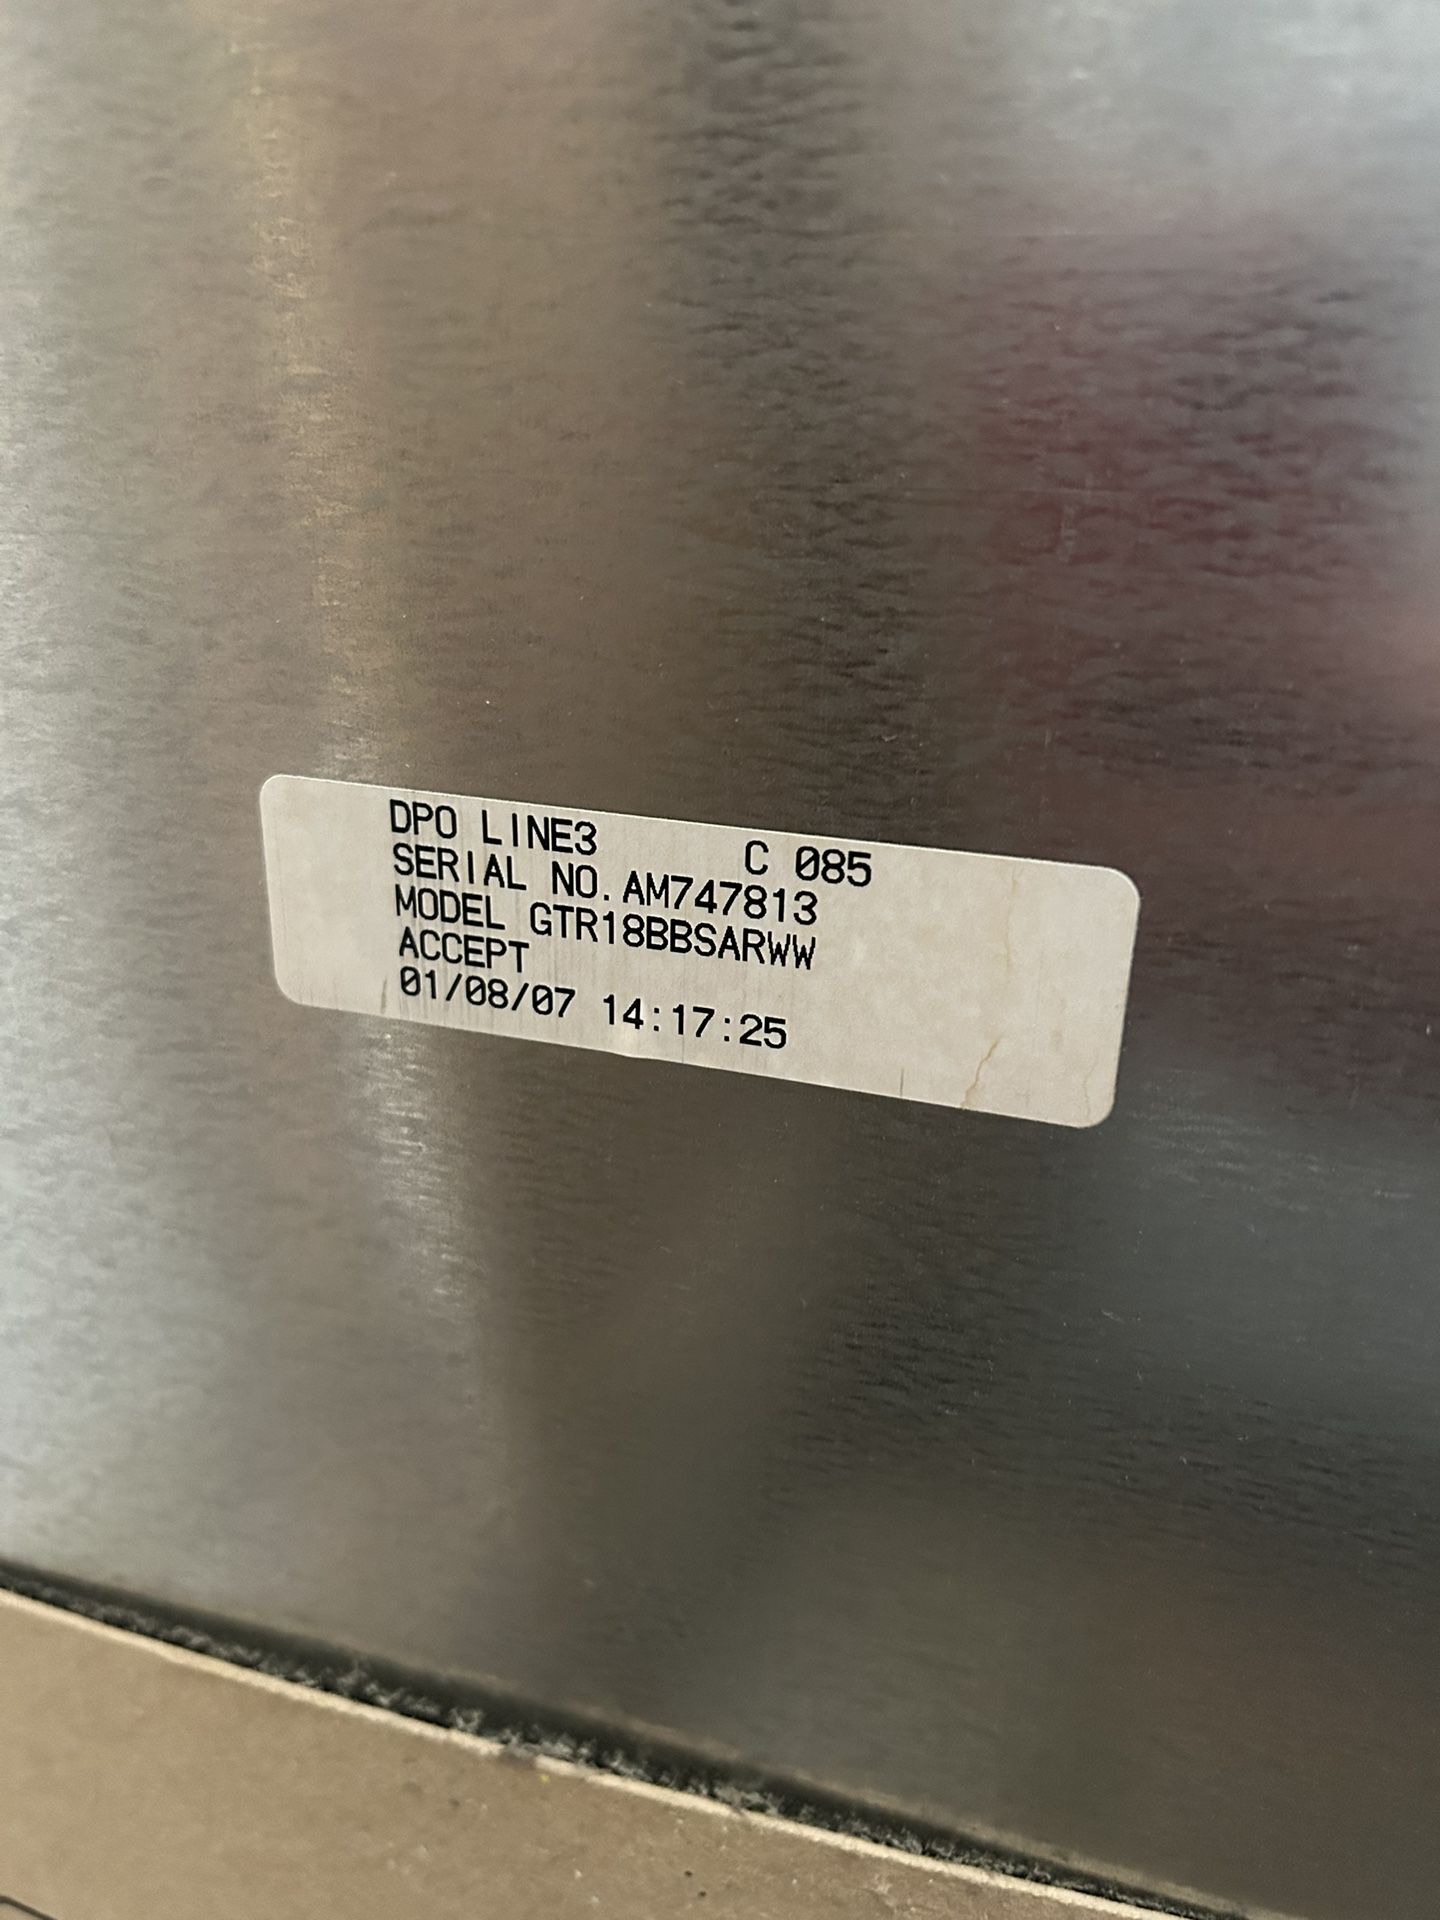 DPO LINE3 C 085
SERIAL NO. AM747813
MODEL GTR18BBSARWW
ACCEPT
01/08/07 14:17:25